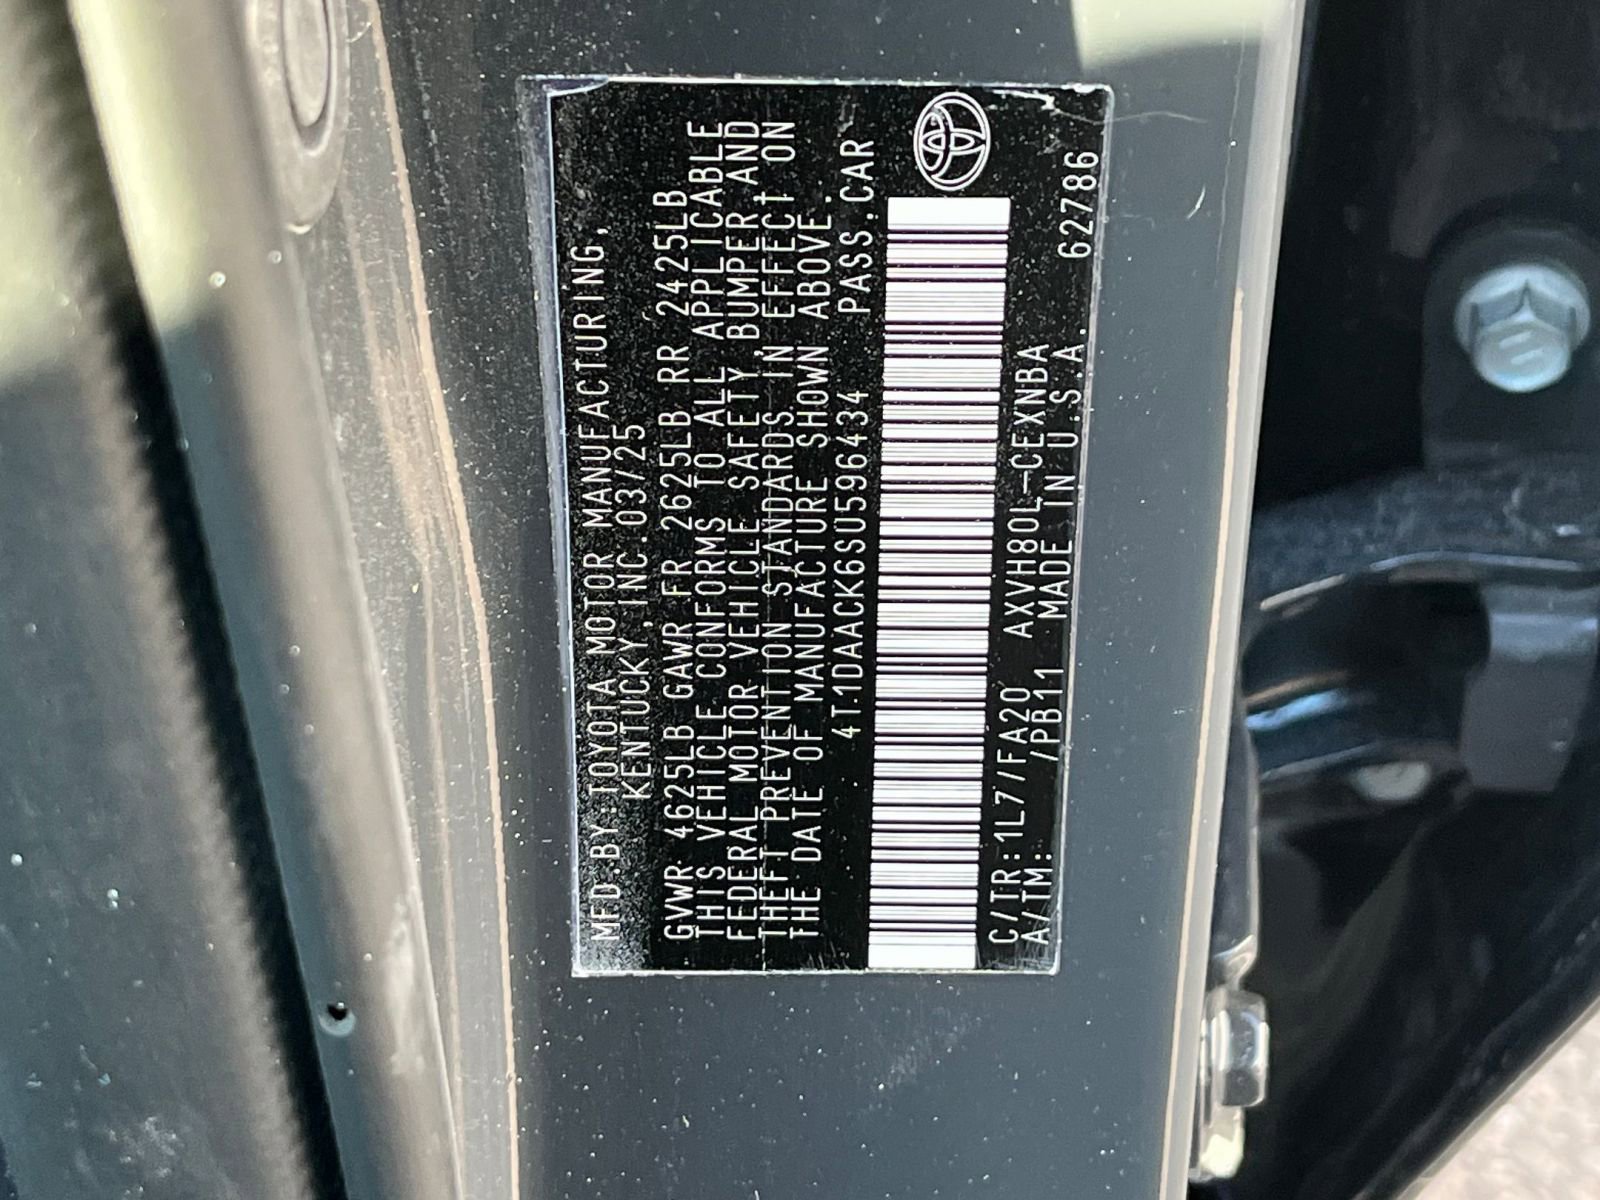 MFD.BY:TOYOTA MOTOR MANUFACTURING,
KENTUCKY,INC.03/25
GVWR 4625LB GAWR FR 2625LB RR 2425LB
THIS VEHICLE CONFORMS TO ALL APPLICABLE
FEDERAL MOTOR VEHICLE SAFETY,BUMPER AND
THEFT PREVENTION STANDARDS IN EFFECT ON
THE DATE OF MANUFACTURE SHOWN ABOVE.
4T1DAACK6SU596434 PASS.CAR
C/TR:1L7/FA20 AXVH80L-CEXNBA
A/TM: /PB11 MADE IN U.S.A. 62786